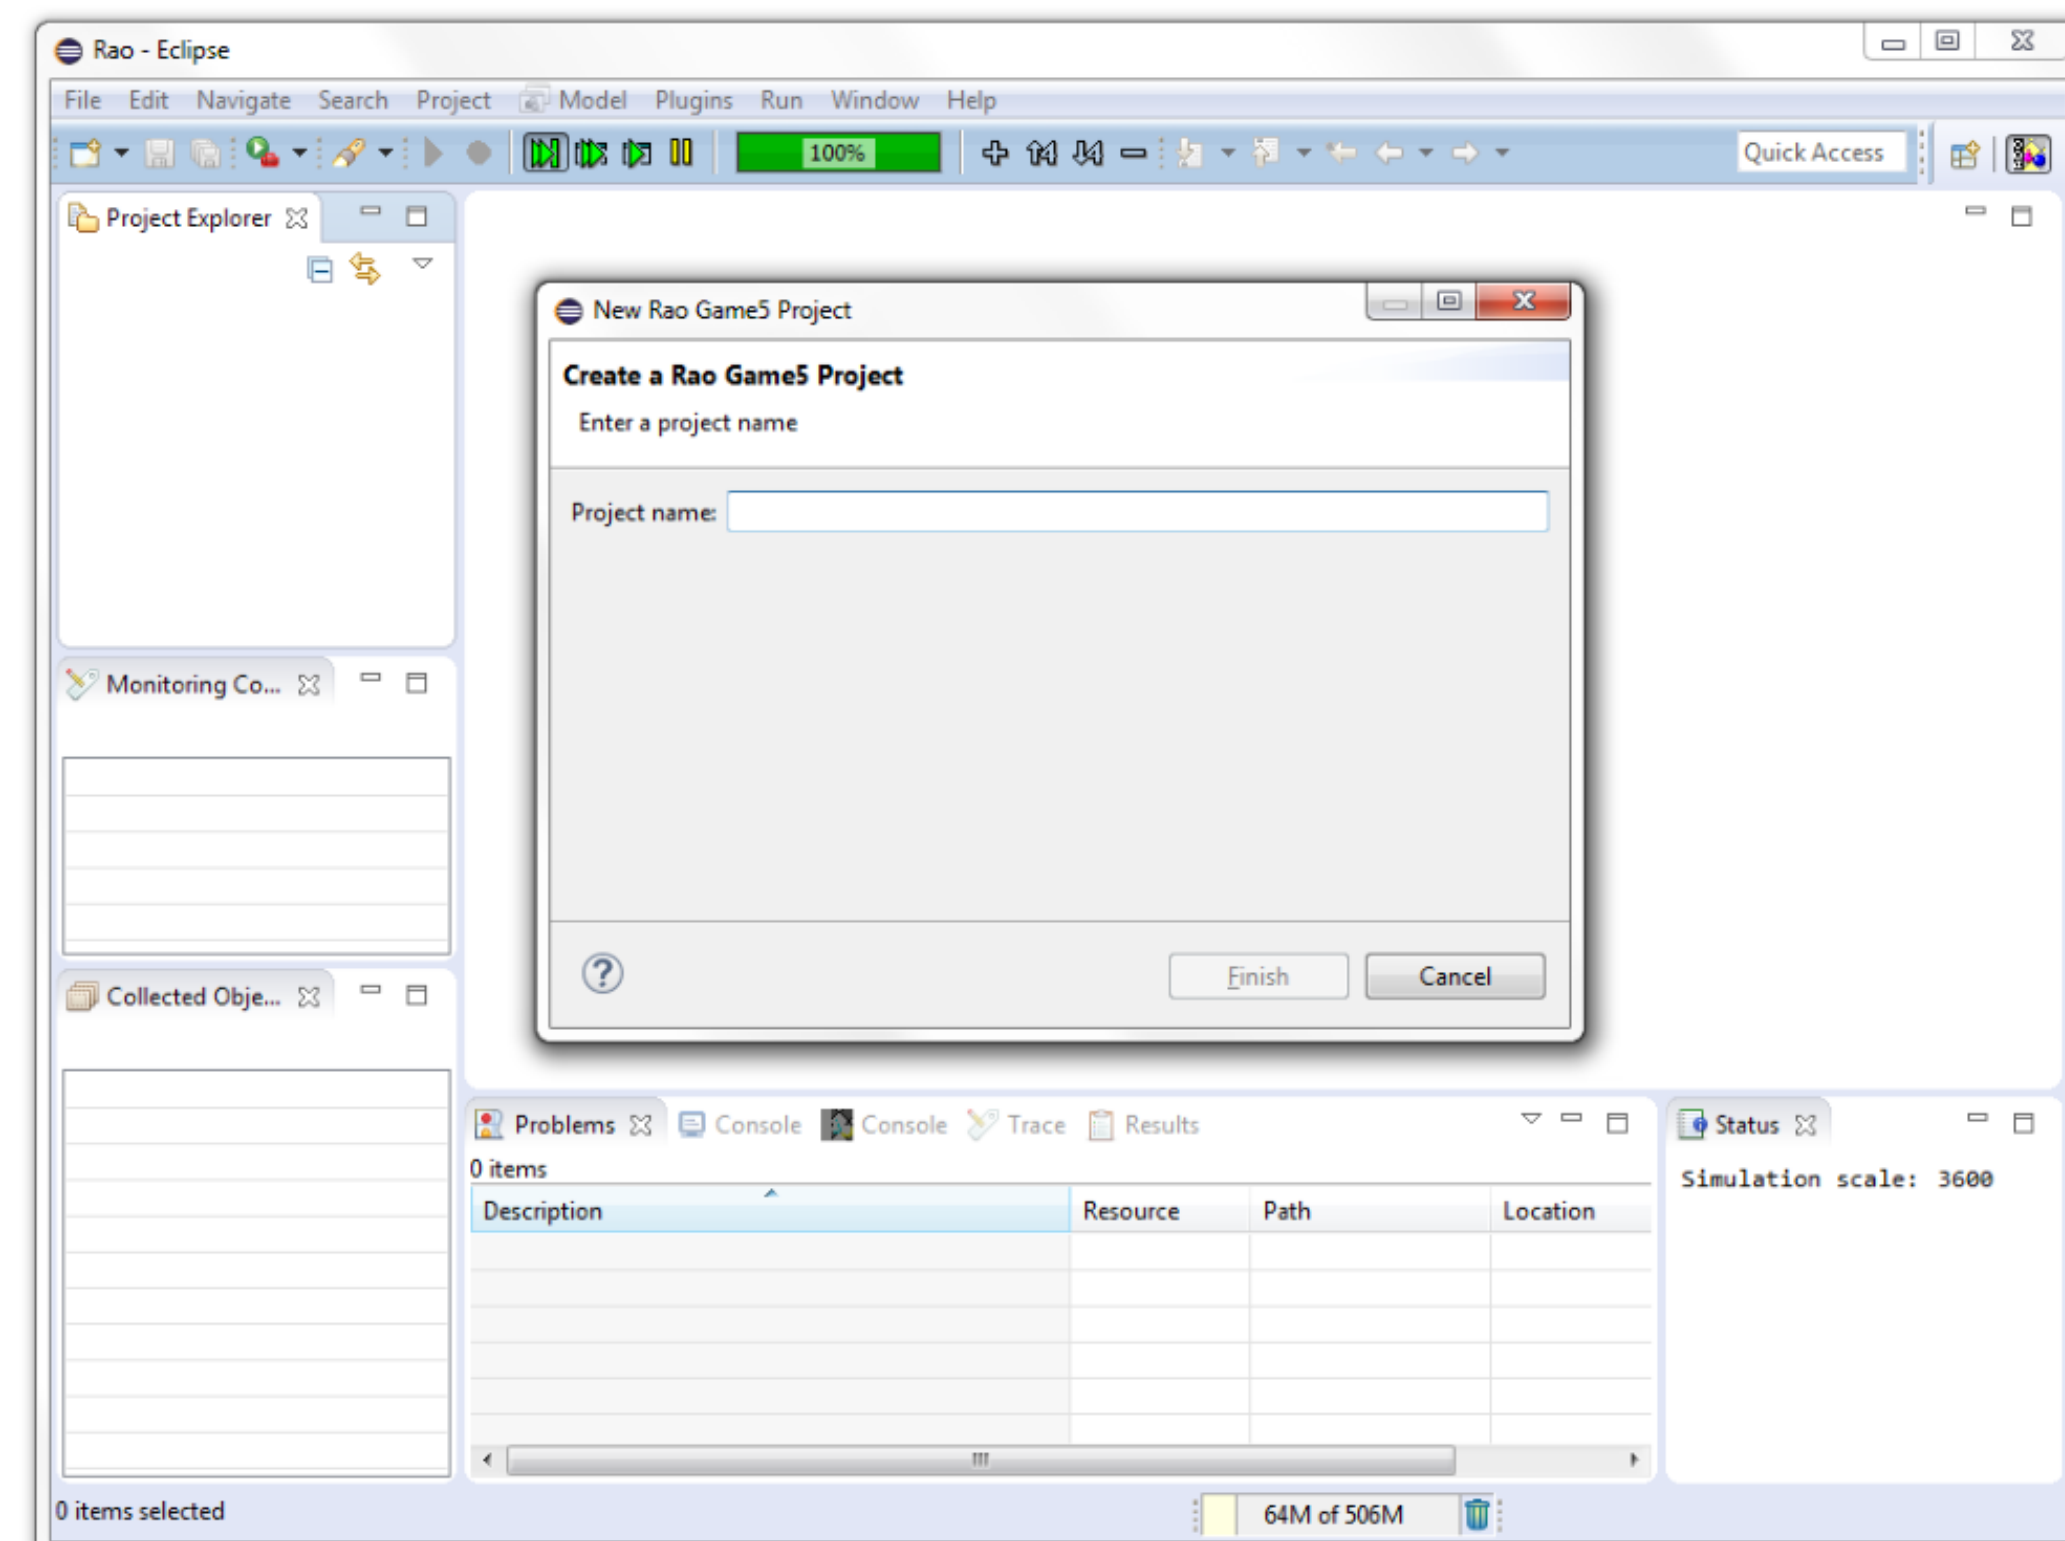 Rao - Eclipse
File Edit Navigate Search Project Model Plugins Run Window Help
100% Quick Access
Project Explorer
New Rao Game5 Project
Create a Rao Game5 Project
Enter a project name
Project name:
Finish Cancel
Monitoring Co...
Collected Obje...
Problems Console Console Trace Results
0 items
Description Resource Path Location
Status
Simulation scale: 3600
0 items selected
64M of 506M